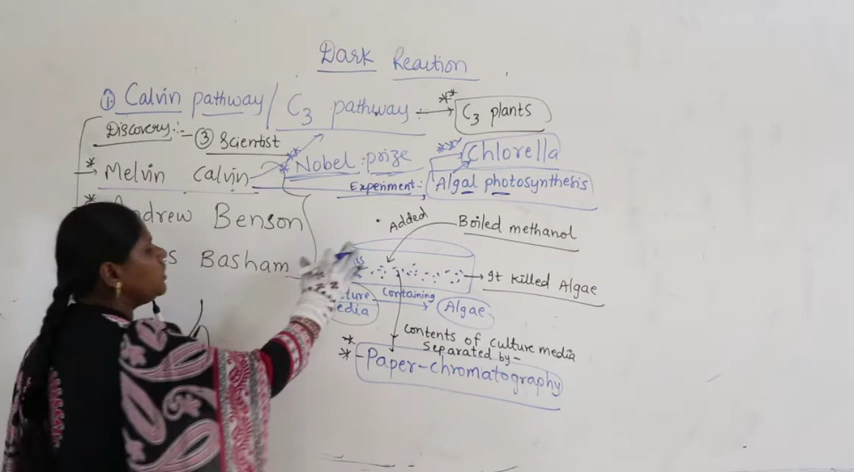 Dark Reaction
① Calvin pathway / C3 pathway → C3 plants
Discovery :- ③ Scientist
Melvin Calvin Nobel prize Chlorella
Experiment :- Algal photosynthesis
Andrew Benson
Added Boiled methanol
Basham It killed Algae
containing Algae
contents of culture media
separated by -
- Paper-chromatography